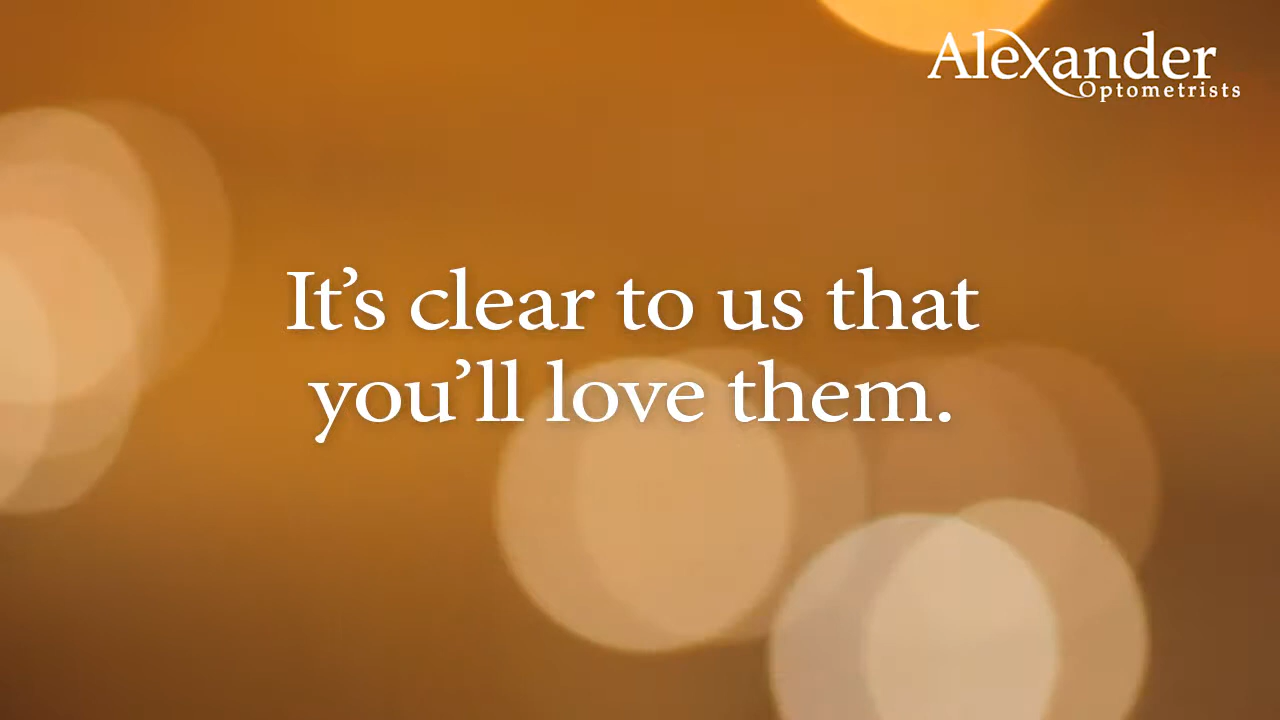 Alexander
Optometrists
It’s clear to us that
you’ll love them.